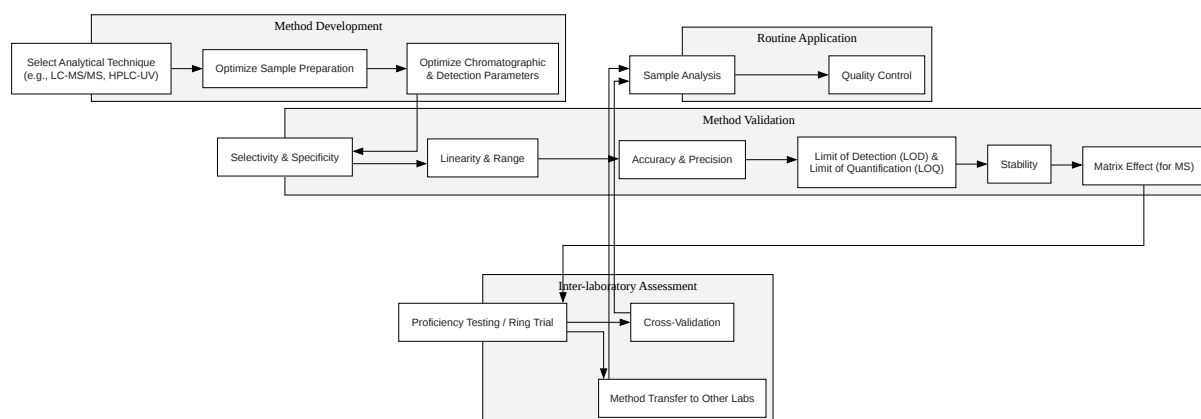 Method Development
Select Analytical Technique
(e.g., LC-MS/MS, HPLC-UV)
Optimize Sample Preparation
Optimize Chromatographic
& Detection Parameters
Routine Application
Sample Analysis
Quality Control
Method Validation
Selectivity & Specificity
Linearity & Range
Accuracy & Precision
Limit of Detection (LOD) &
Limit of Quantification (LOQ)
Stability
Matrix Effect (for MS)
Inter-laboratory Assessment
Proficiency Testing / Ring Trial
Cross-Validation
Method Transfer to Other Labs